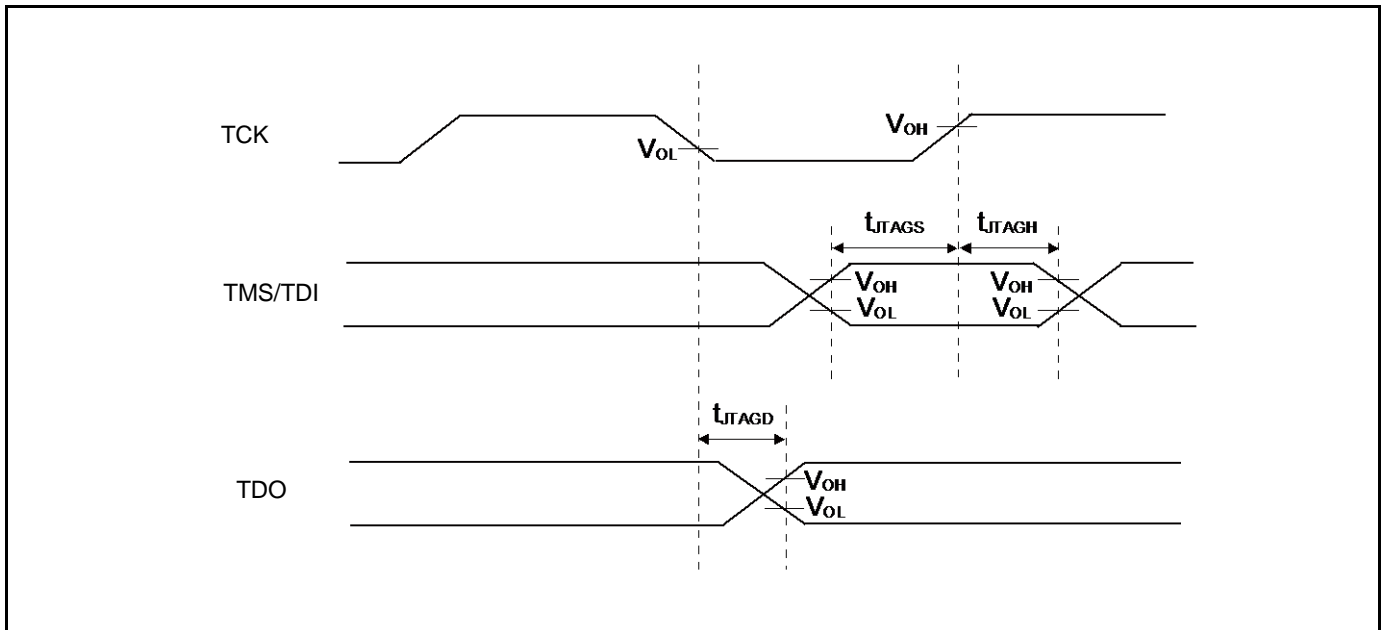 TCK
VOL
VOH
tJTAGS
tJTAGH
TMS/TDI
VOH
VOL
VOH
VOL
tJTAGD
TDO
VOH
VOL